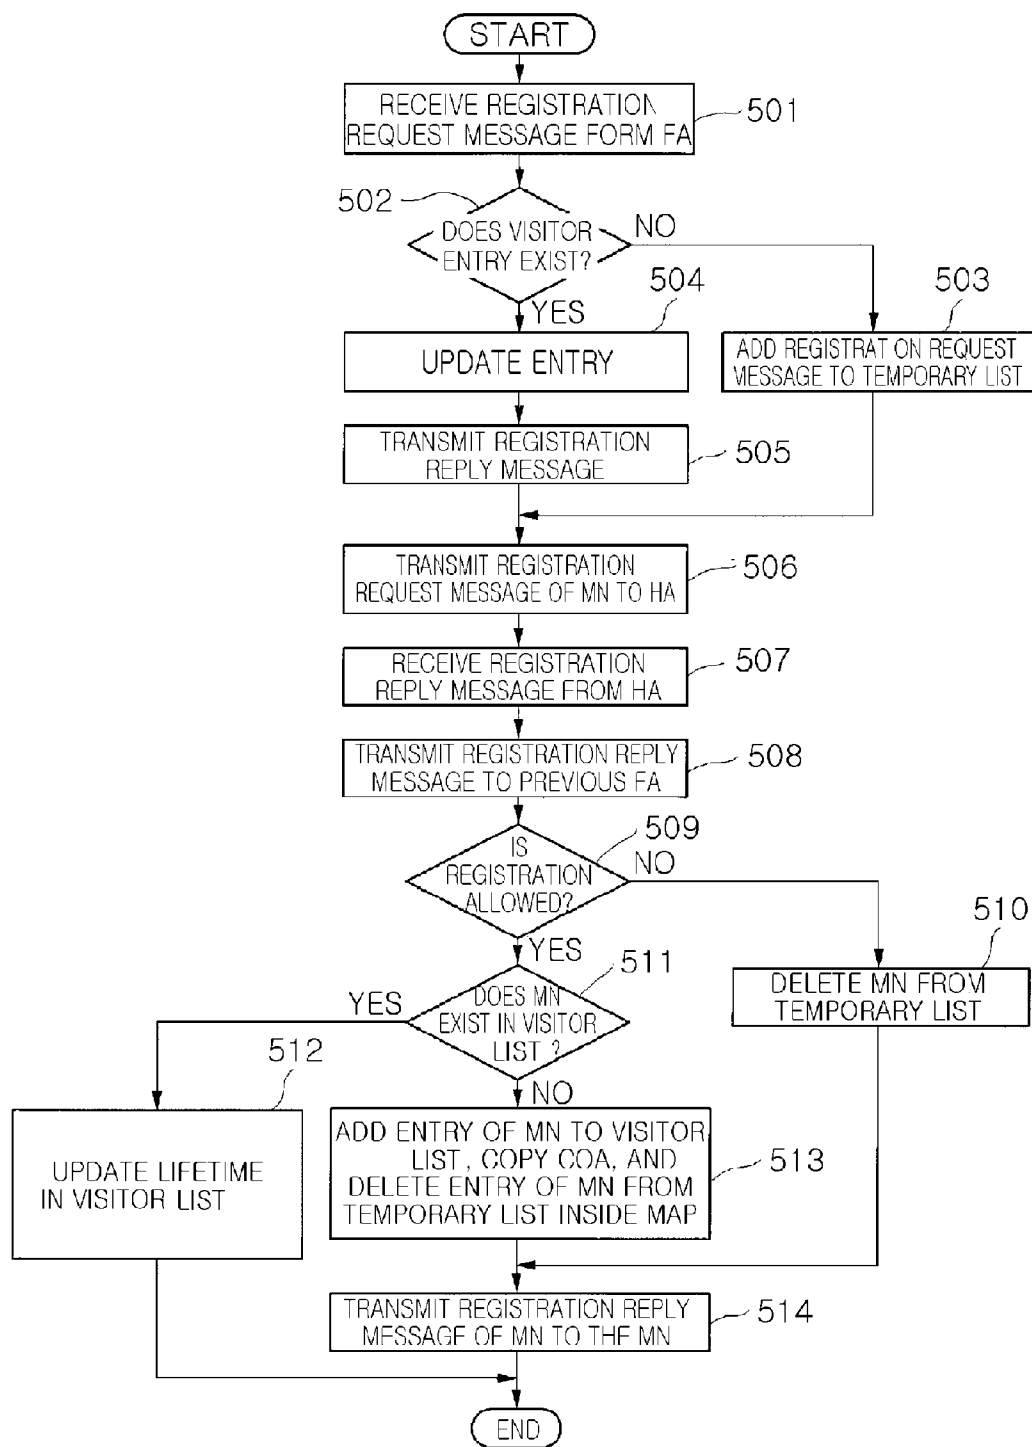 START
RECEIVE REGISTRATION
REQUEST MESSAGE FORM FA
501
502
DOES VISITOR
ENTRY EXIST?
NO
YES
504
503
UPDATE ENTRY
ADD REGISTRAT ON REQUEST
MESSAGE TO TEMPORARY LIST
TRANSMIT REGISTRATION
REPLY MESSAGE
505
TRANSMIT REGISTRATION
REQUEST MESSAGE OF MN TO HA
506
RECEIVE REGISTRATION
REPLY MESSAGE FROM HA
507
TRANSMIT REGISTRATION REPLY
MESSAGE TO PREVIOUS FA
508
509
IS
REGISTRATION
ALLOWED?
NO
YES
510
DELETE MN FROM
TEMPORARY LIST
511
DOES MN
EXIST IN VISITOR
LIST ?
YES
NO
512
UPDATE LIFETIME
IN VISITOR LIST
ADD ENTRY OF MN TO VISITOR
LIST, COPY COA, AND
DELETE ENTRY OF MN FROM
TEMPORARY LIST INSIDE MAP
513
TRANSMIT REGISTRATION REPLY
MESSAGE OF MN TO THE MN
514
END